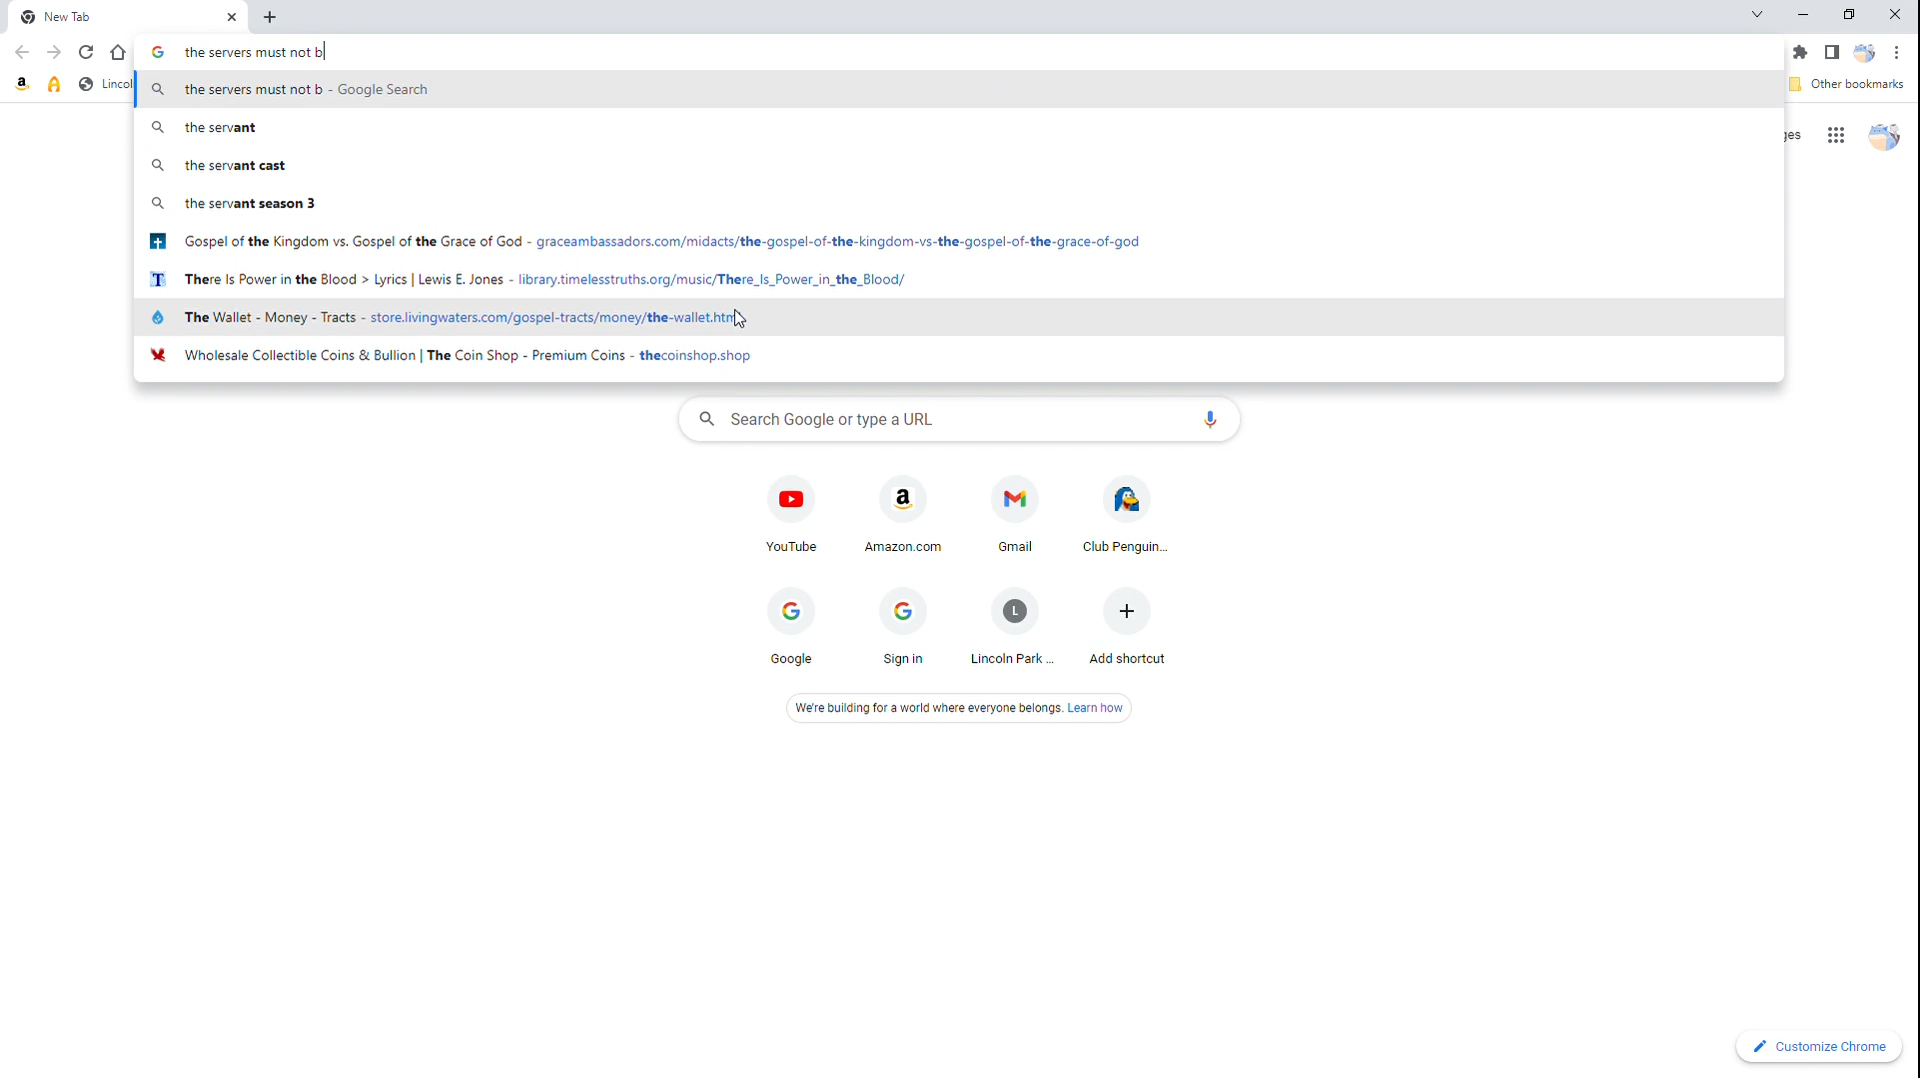 New Tab
the servers must not b
Lincol
Other bookmarks
the servers must not b - Google Search
the servant
ges
the servant cast
the servant season 3
Gospel of the Kingdom vs. Gospel of the Grace of God - graceambassadors.com/midacts/the-gospel-of-the-kingdom-vs-the-gospel-of-the-grace-of-god
There Is Power in the Blood > Lyrics | Lewis E. Jones - library.timelesstruths.org/music/There_Is_Power_in_the_Blood/
The Wallet - Money - Tracts - store.livingwaters.com/gospel-tracts/money/the-wallet.htm
Wholesale Collectible Coins & Bullion | The Coin Shop - Premium Coins - thecoinshop.shop
Search Google or type a URL
YouTube
Amazon.com
Gmail
Club Penguin...
L
Google
Sign in
Lincoln Park ...
Add shortcut
We're building for a world where everyone belongs. Learn how
Customize Chrome